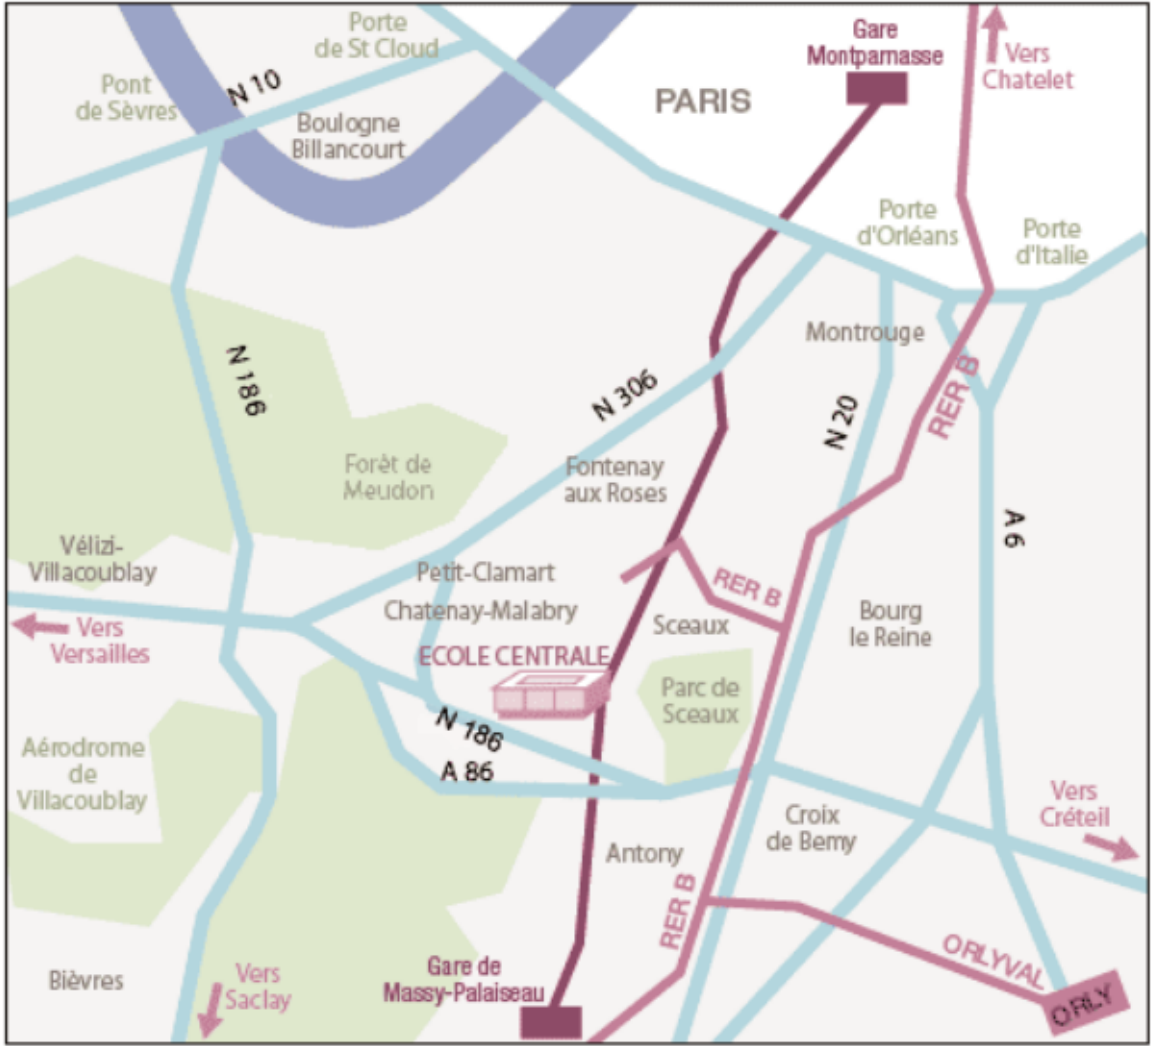 Porte
de St Cloud
Gare
Montparnasse
Vers
Chatelet
Pont
de Sèvres
N 10
PARIS
Boulogne
Billancourt
Porte
d'Orléans
Porte
d'Italie
Montrouge
N 186
N 306
N 20
RER B
Forêt de
Meudon
Fontenay
aux Roses
A 6
Vélizi-
Villacoublay
Petit-Clamart
Chatenay-Malabry
RER B
Sceaux
Bourg
le Reine
Vers
Versailles
ECOLE CENTRALE
Parc de
Sceaux
N 186
A 86
Aérodrome
de
Villacoublay
Vers
Créteil
Croix
de Berny
Antony
RER B
ORLYVAL
Bièvres
Vers
Saclay
Gare de
Massy-Palaiseau
ORLY